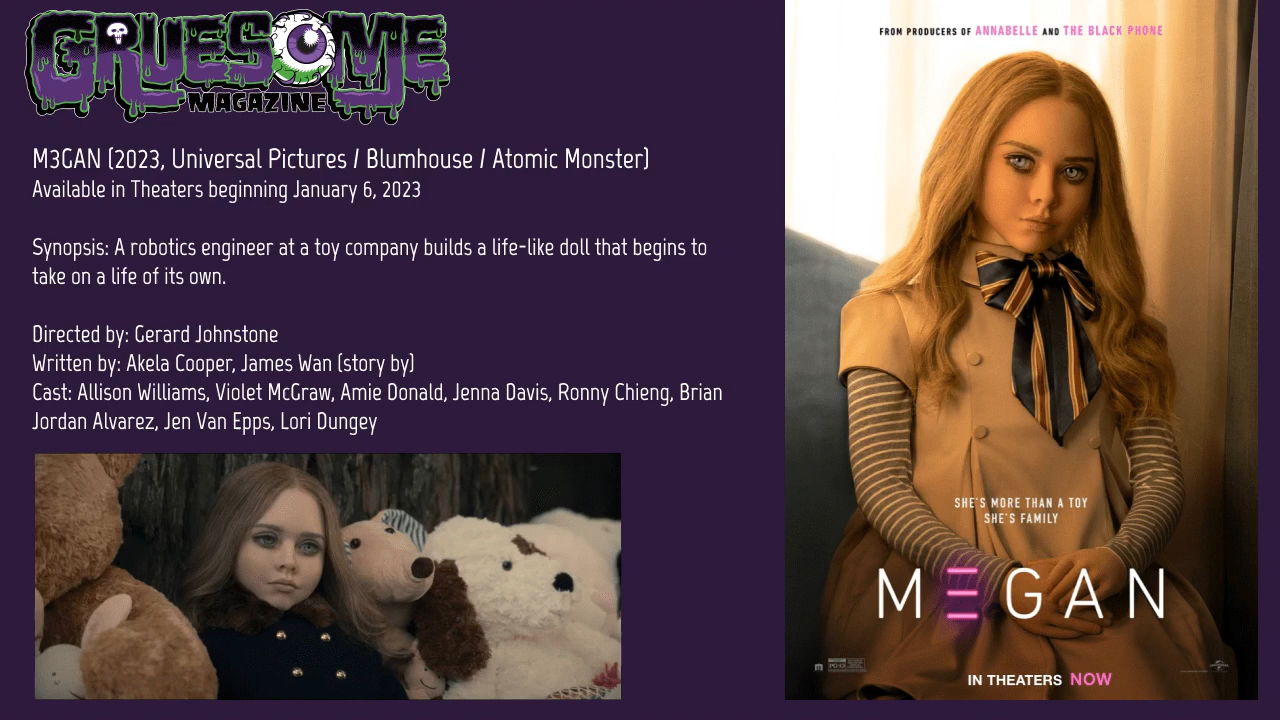 GRUESOME
MAGAZINE
M3GAN (2023, Universal Pictures / Blumhouse / Atomic Monster)
Available in Theaters beginning January 6, 2023
Synopsis: A robotics engineer at a toy company builds a life-like doll that begins to
take on a life of its own.
Directed by: Gerard Johnstone
Written by: Akela Cooper, James Wan (story by)
Cast: Allison Williams, Violet McGraw, Amie Donald, Jenna Davis, Ronny Chieng, Brian
Jordan Alvarez, Jen Van Epps, Lori Dungey
FROM PRODUCERS OF ANNABELLE AND THE BLACK PHONE
SHE'S MORE THAN A TOY
SHE'S FAMILY
M3GAN
PG-13
IN THEATERS NOW